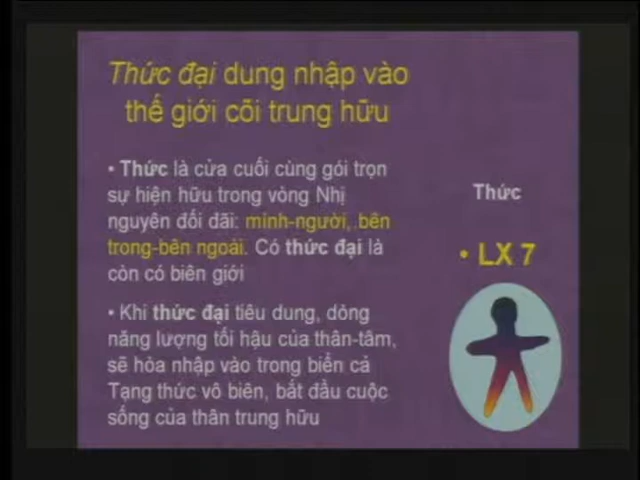 Thức đại dung nhập vào
thế giới cõi trung hữu
• Thức là cửa cuối cùng gói trọn
sự hiện hữu trong vòng Nhị
nguyên đối đãi: mình-người, bên
trong-bên ngoài. Có thức đại là
còn có biên giới
• Khi thức đại tiêu dung, dòng
năng lượng tối hậu của thân-tâm,
sẽ hòa nhập vào trong biển cả
Tạng thức vô biên, bắt đầu cuộc
sống của thân trung hữu
Thức
• LX 7